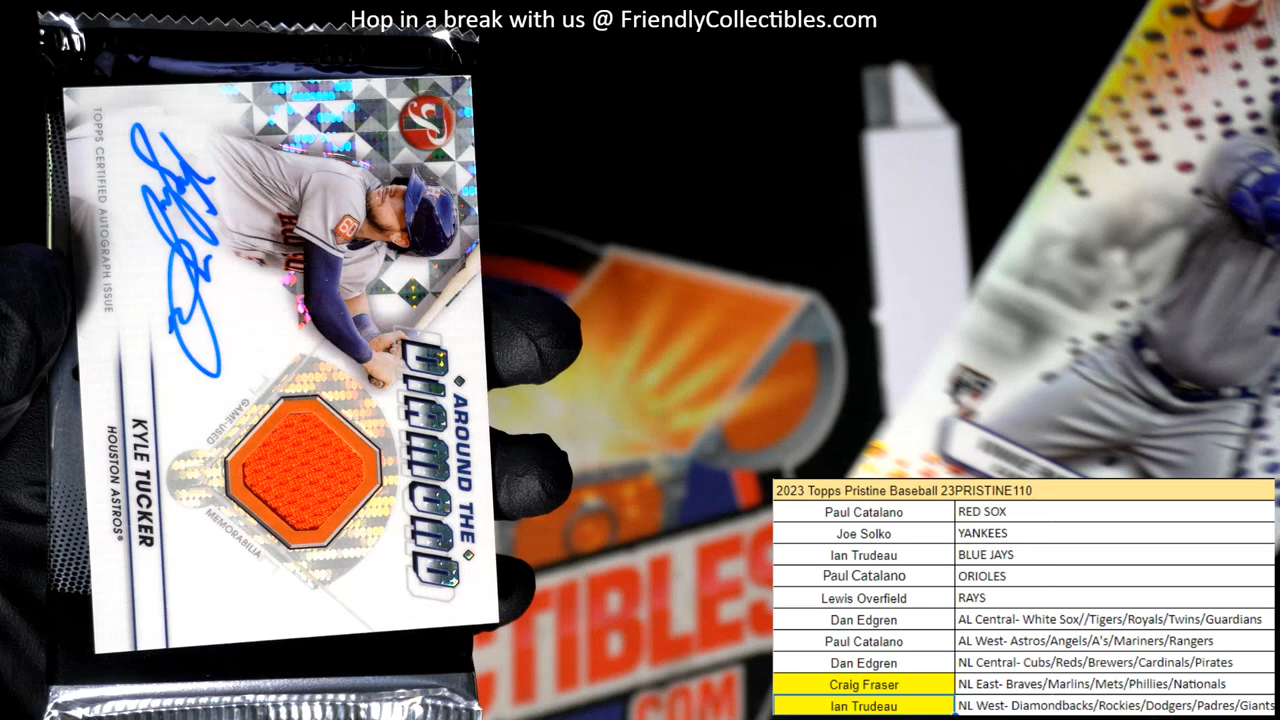 Hop in a break with us @ FriendlyCollectibles.com
AROUND THE
DIAMOND
TOPPS CERTIFIED AUTOGRAPH ISSUE
GAME-USED
MEMORABILIA
KYLE TUCKER
HOUSTON ASTROS®
60
CTIBLES
.COM
2023 Topps Pristine Baseball 23PRISTINE110
Paul Catalano RED SOX
Joe Solko YANKEES
Ian Trudeau BLUE JAYS
Paul Catalano ORIOLES
Lewis Overfield RAYS
Dan Edgren AL Central- White Sox//Tigers/Royals/Twins/Guardians
Paul Catalano AL West- Astros/Angels/A's/Mariners/Rangers
Dan Edgren NL Central- Cubs/Reds/Brewers/Cardinals/Pirates
Craig Fraser NL East- Braves/Marlins/Mets/Phillies/Nationals
Ian Trudeau NL West- Diamondbacks/Rockies/Dodgers/Padres/Giants